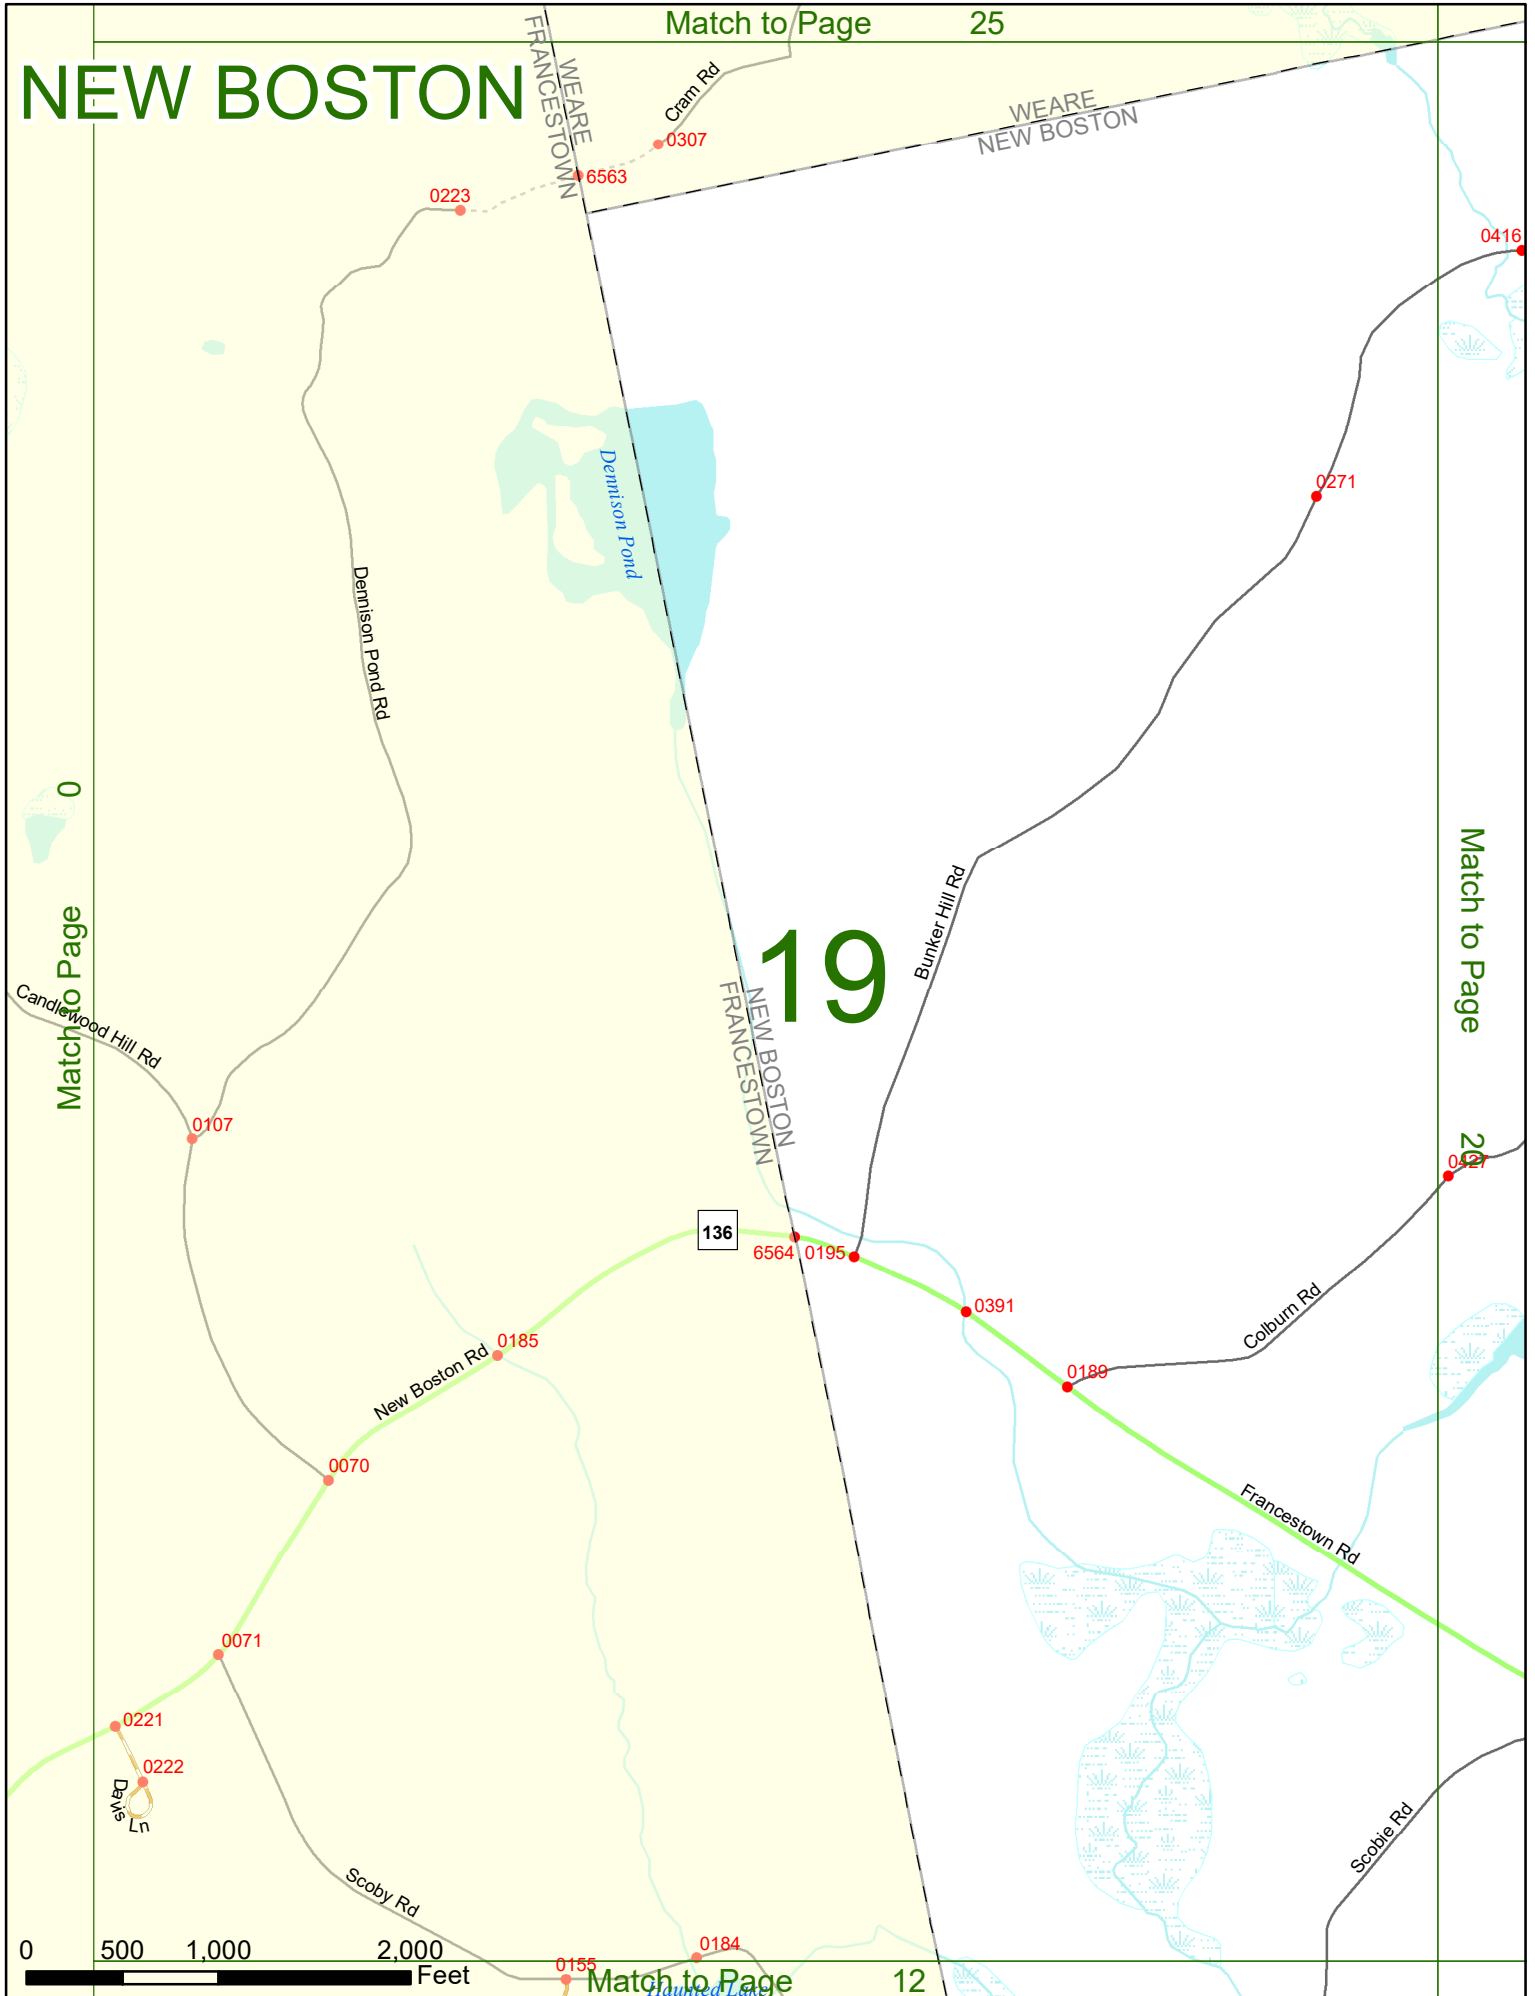 Match to Page 25
NEW BOSTON
WEARE
FRANCESTOWN
Cram Rd
WEARE
NEW BOSTON
0307
6563
0223
0416
0271
Dennison Pond
Dennison Pond Rd
Match to Page 0
Match to Page 20
Bunker Hill Rd
19
NEW BOSTON
FRANCESTOWN
Candlewood Hill Rd
0107
0427
136
6564
0195
0391
Colburn Rd
0185
0189
New Boston Rd
0070
Francestown Rd
0071
0221
0222
Davis Ln
Scobie Rd
Scoby Rd
0184
0155
0 500 1,000 2,000
Feet
Match to Page 12
Haunted Lake